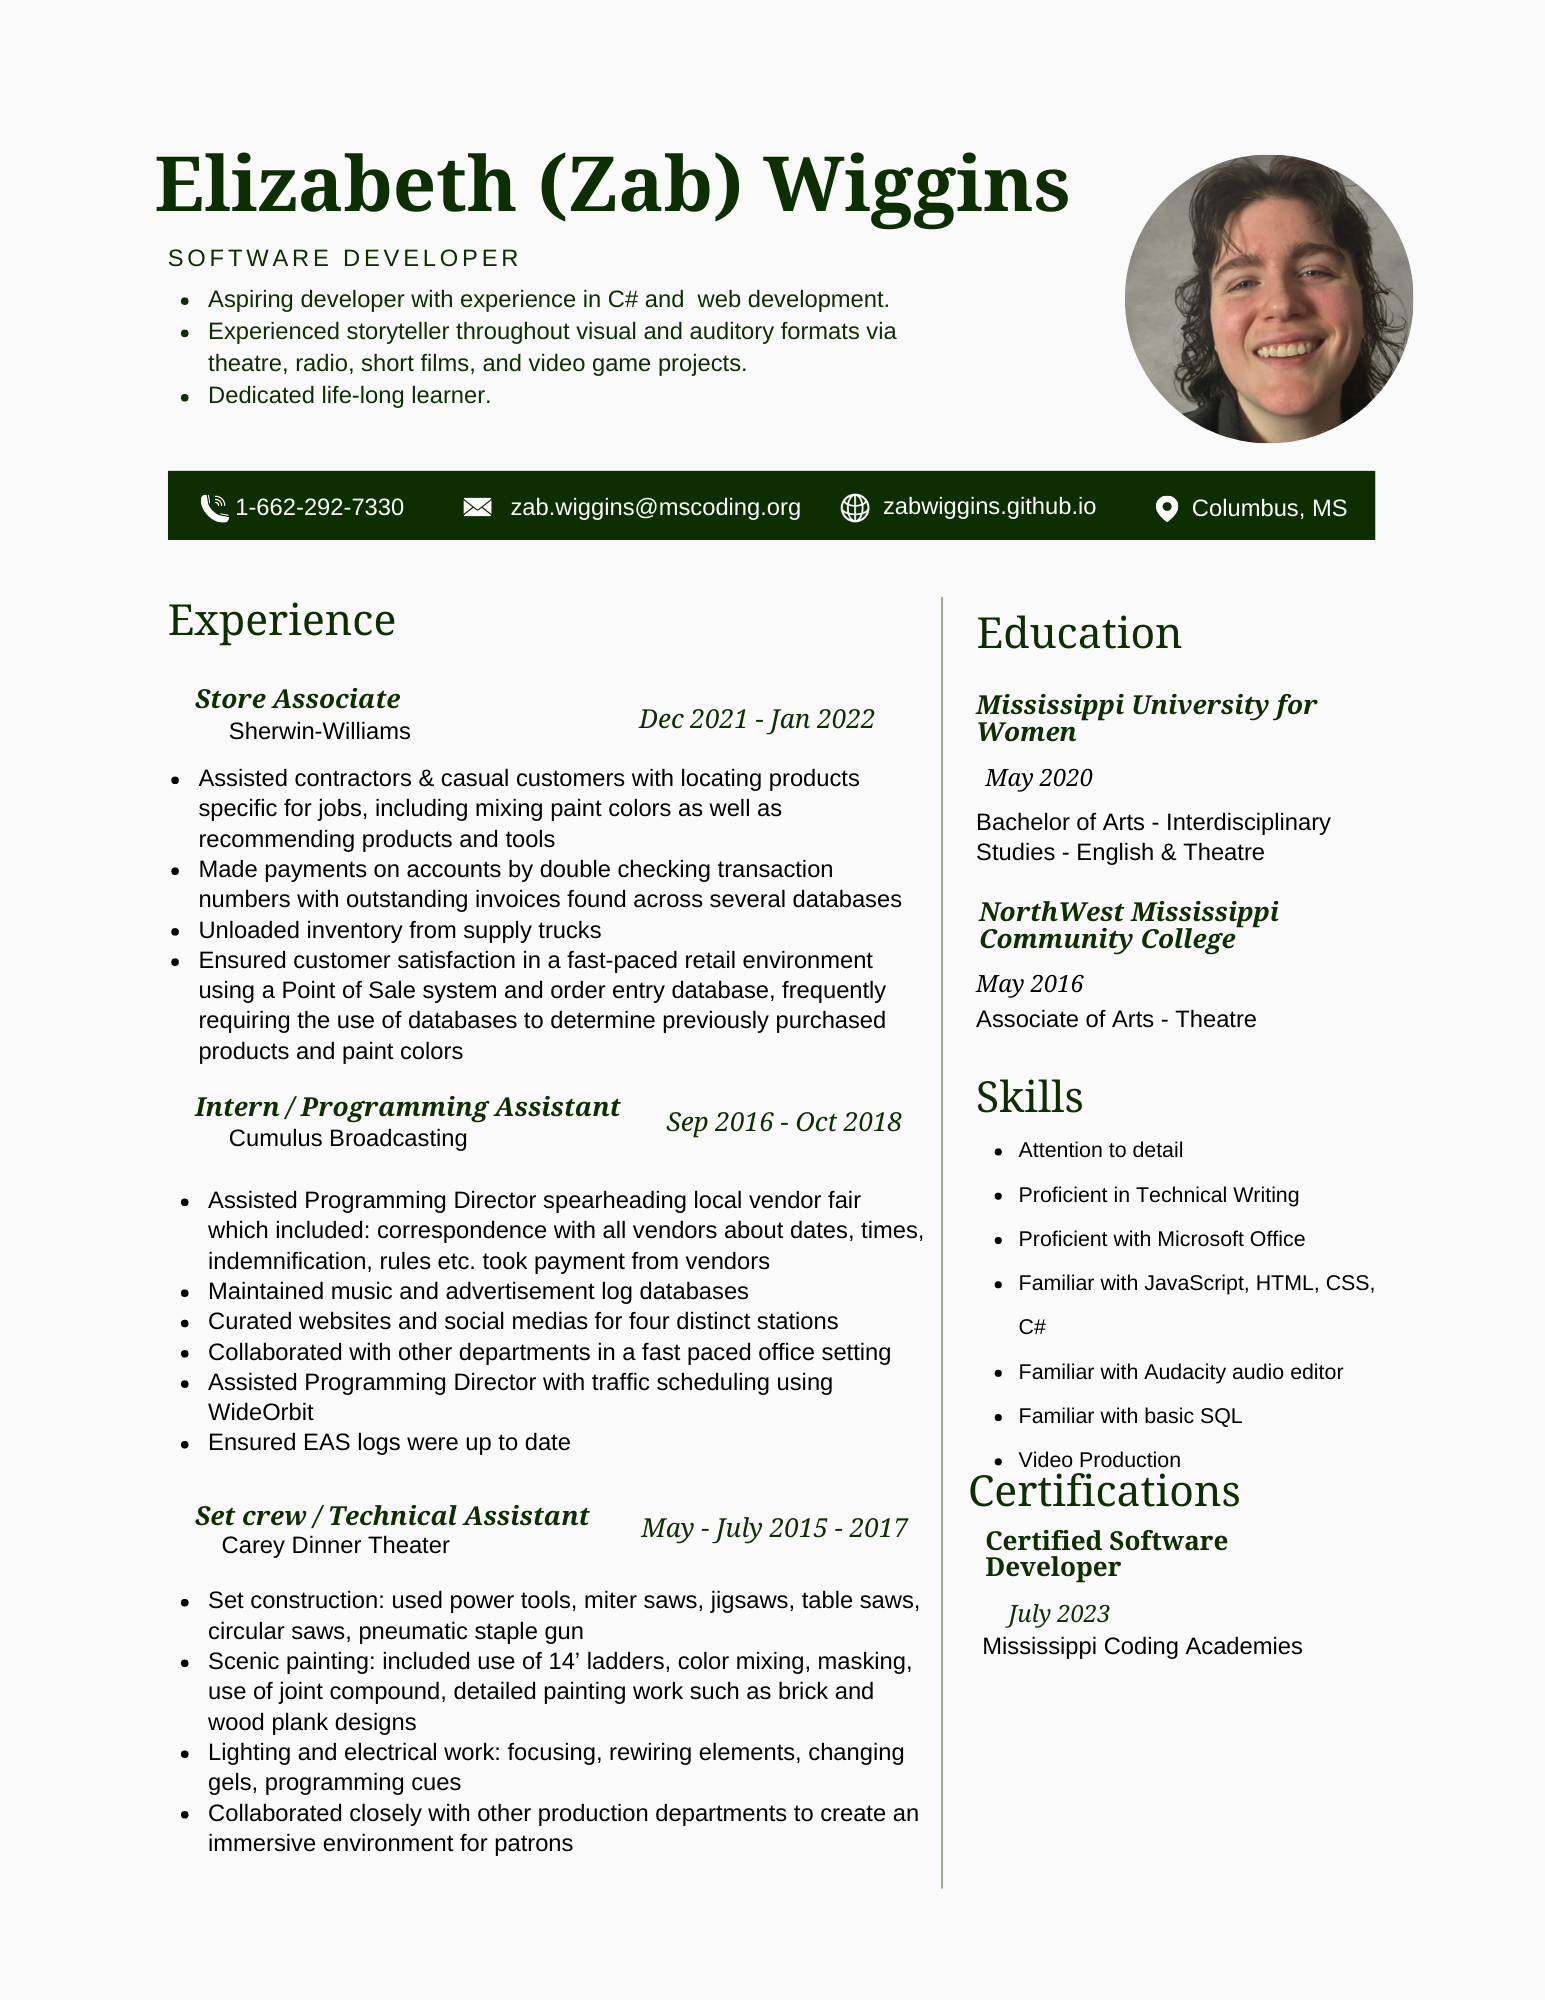 Elizabeth (Zab) Wiggins
SOFTWARE DEVELOPER
• Aspiring developer with experience in C# and  web development.
• Experienced storyteller throughout visual and auditory formats via
theatre, radio, short films, and video game projects.
• Dedicated life-long learner.
1-662-292-7330
zab.wiggins@mscoding.org
zabwiggins.github.io
Columbus, MS
Experience
Store Associate
Sherwin-Williams
Dec 2021 - Jan 2022
• Assisted contractors & casual customers with locating products
specific for jobs, including mixing paint colors as well as
recommending products and tools
• Made payments on accounts by double checking transaction
numbers with outstanding invoices found across several databases
• Unloaded inventory from supply trucks
• Ensured customer satisfaction in a fast-paced retail environment
using a Point of Sale system and order entry database, frequently
requiring the use of databases to determine previously purchased
products and paint colors
Intern / Programming Assistant
Cumulus Broadcasting
Sep 2016 - Oct 2018
• Assisted Programming Director spearheading local vendor fair
which included: correspondence with all vendors about dates, times,
indemnification, rules etc. took payment from vendors
• Maintained music and advertisement log databases
• Curated websites and social medias for four distinct stations
• Collaborated with other departments in a fast paced office setting
• Assisted Programming Director with traffic scheduling using
WideOrbit
• Ensured EAS logs were up to date
Set crew / Technical Assistant
Carey Dinner Theater
May - July 2015 - 2017
• Set construction: used power tools, miter saws, jigsaws, table saws,
circular saws, pneumatic staple gun
• Scenic painting: included use of 14’ ladders, color mixing, masking,
use of joint compound, detailed painting work such as brick and
wood plank designs
• Lighting and electrical work: focusing, rewiring elements, changing
gels, programming cues
• Collaborated closely with other production departments to create an
immersive environment for patrons
Education
Mississippi University for
Women
May 2020
Bachelor of Arts - Interdisciplinary
Studies - English & Theatre
NorthWest Mississippi
Community College
May 2016
Associate of Arts - Theatre
Skills
• Attention to detail
• Proficient in Technical Writing
• Proficient with Microsoft Office
• Familiar with JavaScript, HTML, CSS,
C#
• Familiar with Audacity audio editor
• Familiar with basic SQL
• Video Production
Certifications
Certified Software
Developer
July 2023
Mississippi Coding Academies